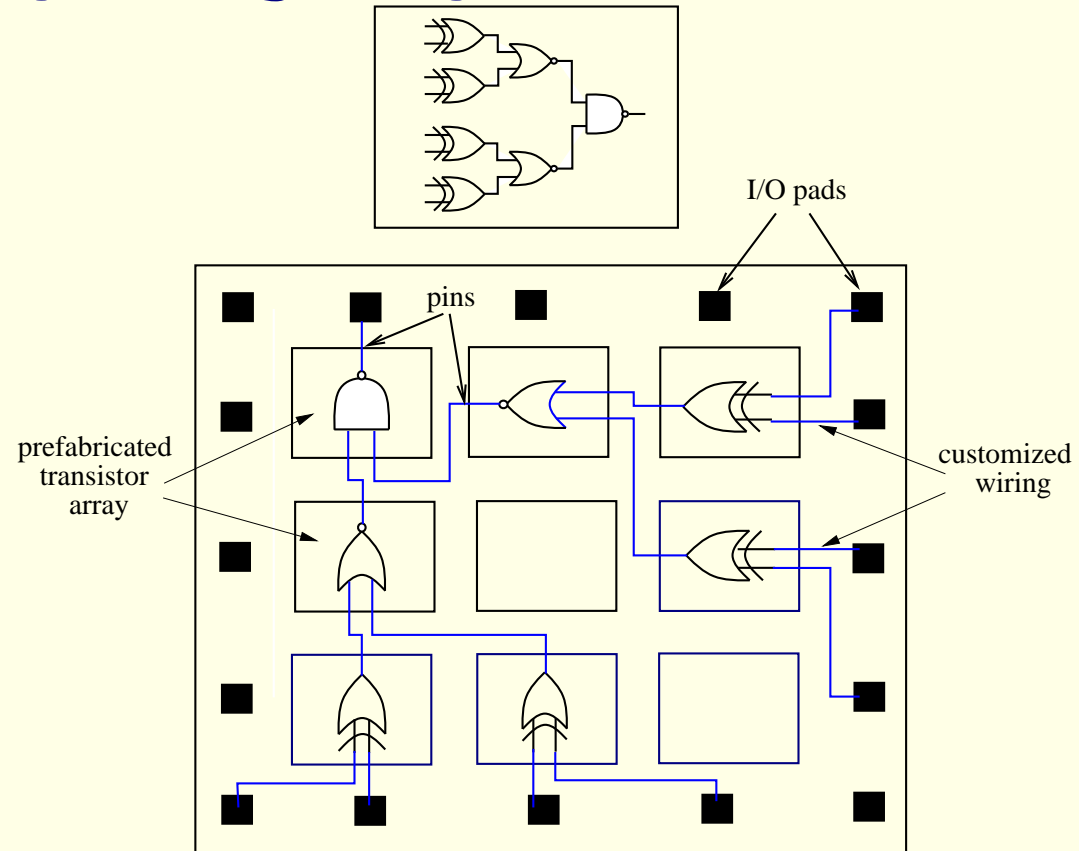 I/O pads
pins
prefabricated
transistor
array
customized
wiring